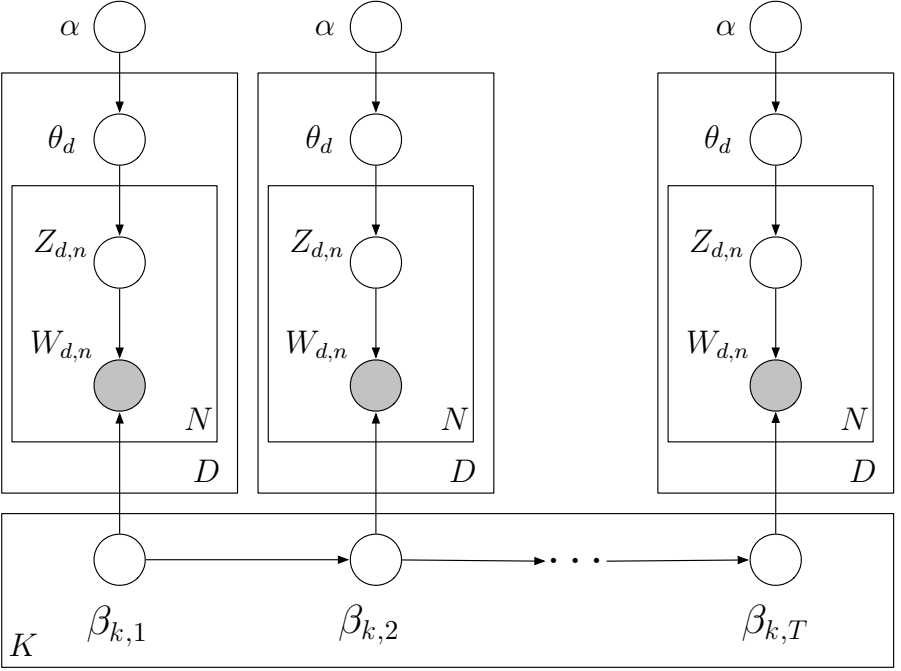 α α α
θ_d θ_d θ_d
Z_{d,n} Z_{d,n} Z_{d,n}
W_{d,n} W_{d,n} W_{d,n}
N N N
D D D
· · ·
β_{k,1} β_{k,2} β_{k,T}
K